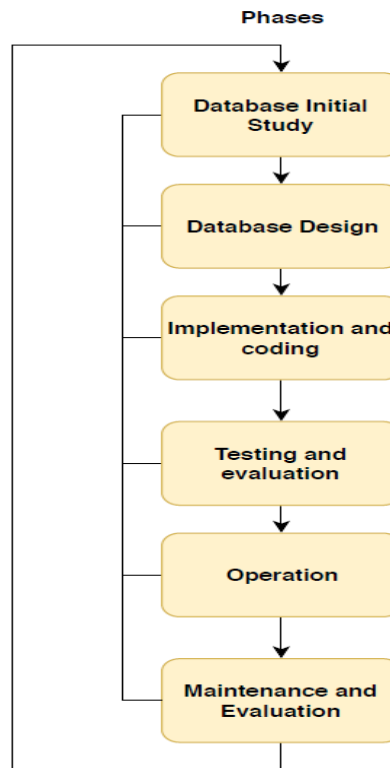 Phases
Database Initial
Study
Database Design
Implementation and
coding
Testing and
evaluation
Operation
Maintenance and
Evaluation